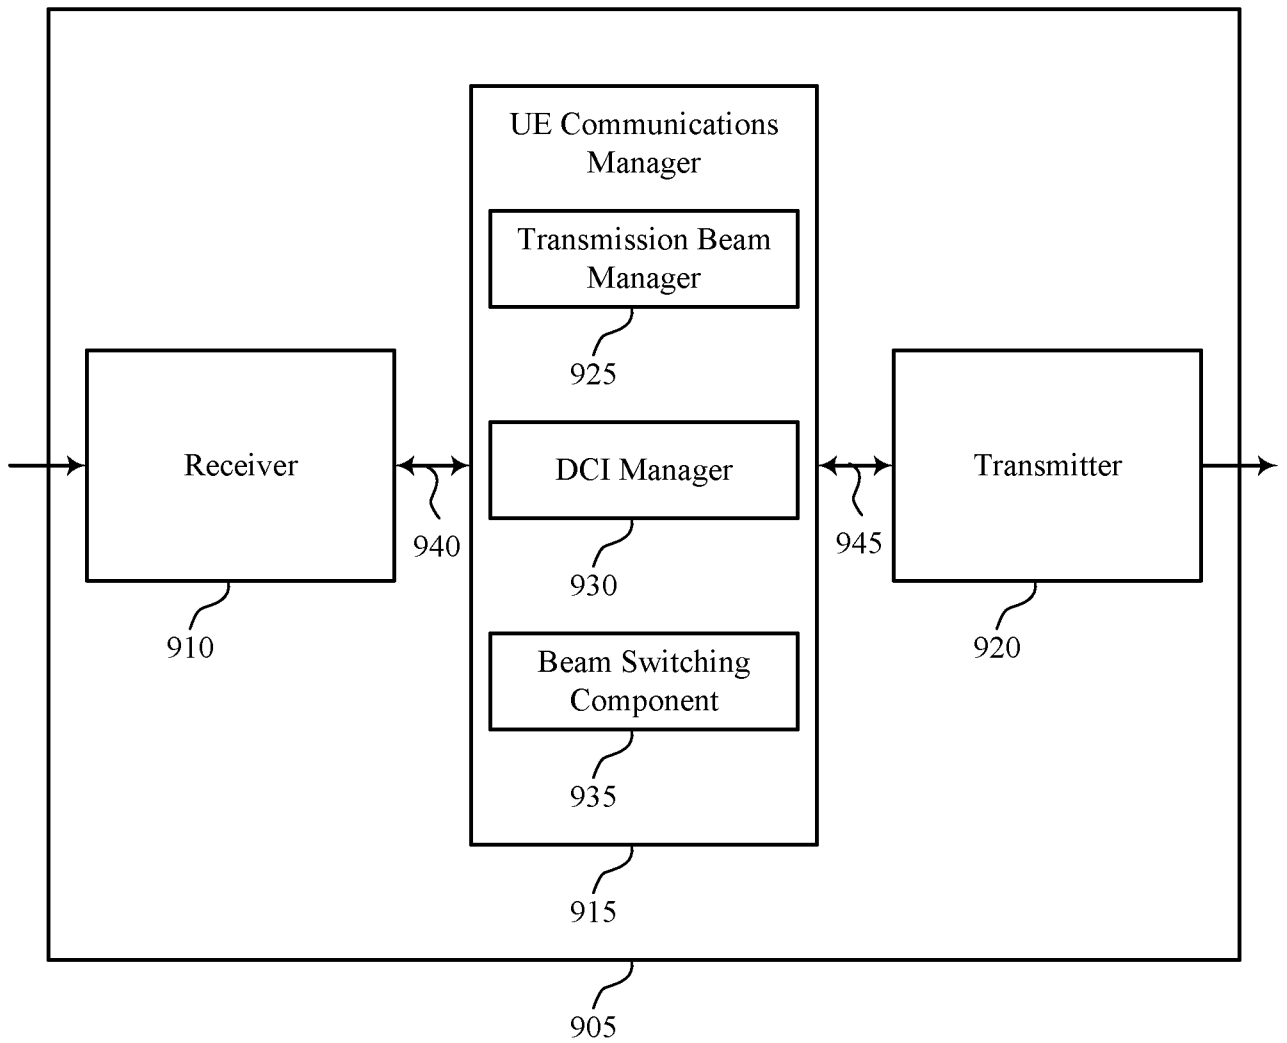 UE Communications
Manager
Transmission Beam
Manager
925
Receiver
DCI Manager
Transmitter
940
945
930
910
920
Beam Switching
Component
935
915
905